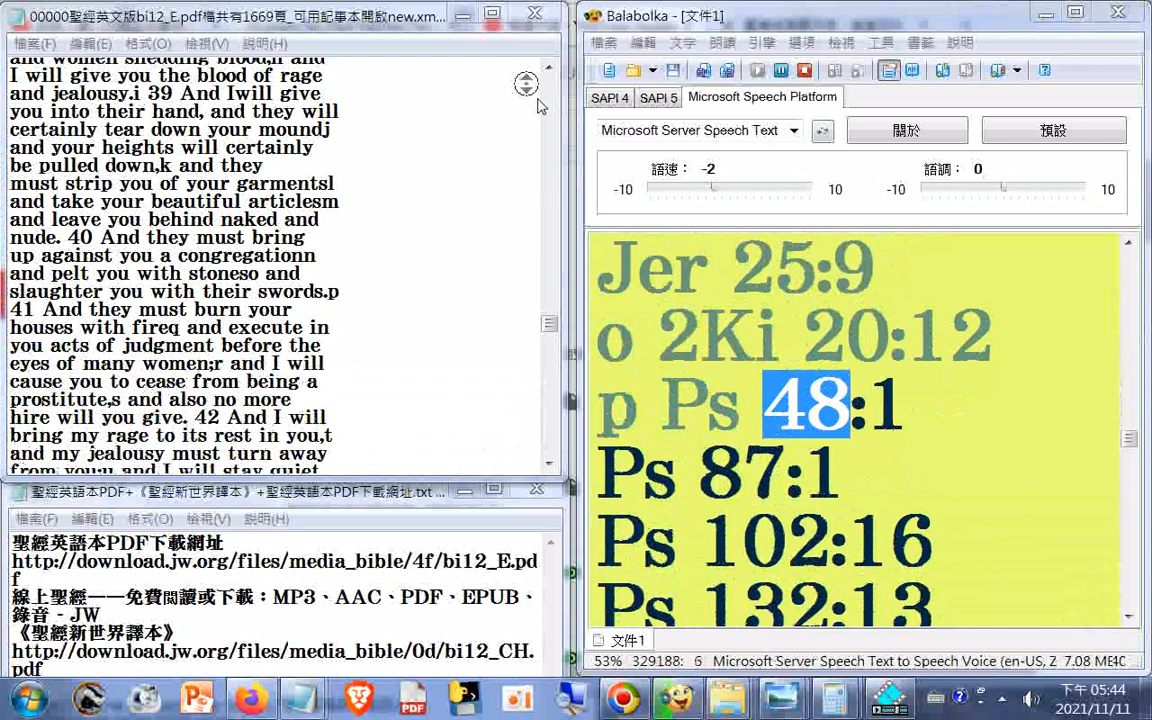 00000聖經英文版bi12_E.pdf檔共有1669頁_可用記事本開啟new.xm...
檔案(F) 編輯(E) 格式(O) 檢視(V) 說明(H)
and women shedding blood,h and
I will give you the blood of rage
and jealousy.i 39 And Iwill give
you into their hand, and they will
certainly tear down your moundj
and your heights will certainly
be pulled down,k and they
must strip you of your garmentsl
and take your beautiful articlesm
and leave you behind naked and
nude. 40 And they must bring
up against you a congregationn
and pelt you with stoneso and
slaughter you with their swords.p
41 And they must burn your
houses with fireq and execute in
you acts of judgment before the
eyes of many women;r and I will
cause you to cease from being a
prostitute,s and also no more
hire will you give. 42 And I will
bring my rage to its rest in you,t
and my jealousy must turn away
from you;u and I will stay quiet
聖經英語本PDF+《聖經新世界譯本》+聖經英語本PDF下載網址.txt ...
檔案(F) 編輯(E) 格式(O) 檢視(V) 說明(H)
聖經英語本PDF下載網址
http://download.jw.org/files/media_bible/4f/bi12_E.pd
f
線上聖經——免費閱讀或下載：MP3、AAC、PDF、EPUB、
錄音 - JW
《聖經新世界譯本》
http://download.jw.org/files/media_bible/0d/bi12_CH.
pdf
Balabolka - [文件1]
檔案 編輯 文字 朗讀 引擎 選項 檢視 工具 書籤 說明
SAPI 4 SAPI 5 Microsoft Speech Platform
Microsoft Server Speech Text 關於 預設
語速： -2 語調： 0
-10 10 -10 10
Jer 25:9
o 2Ki 20:12
p Ps 48:1
Ps 87:1
Ps 102:16
Ps 132:13
文件1
53% 329188: 6 Microsoft Server Speech Text to Speech Voice (en-US, Z 7.08 ME
下午 05:44
2021/11/11